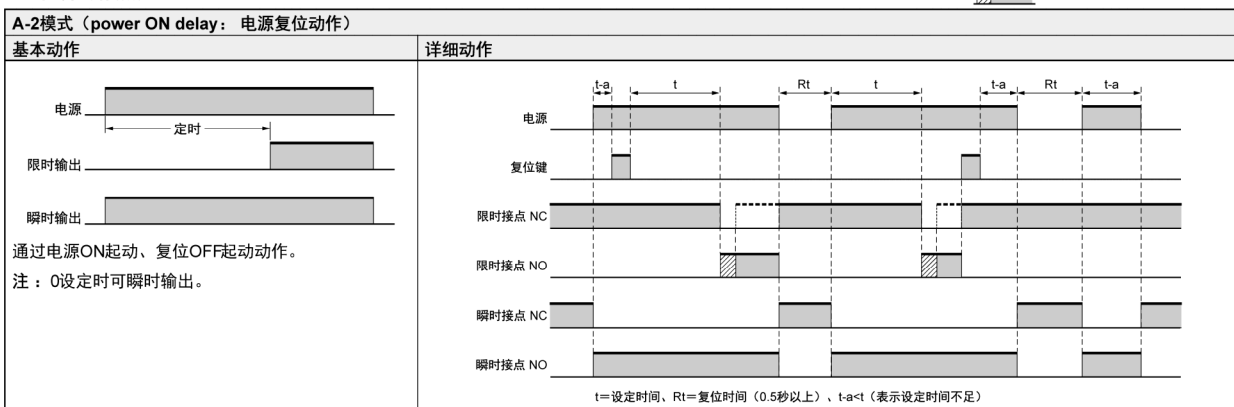 A-2模式（power ON delay： 电源复位动作）
基本动作
详细动作
电源
定时
限时输出
瞬时输出
通过电源ON起动、复位OFF起动动作。
注 ：0设定时可瞬时输出。
t-a t Rt t t-a Rt t-a
电源
复位键
限时接点 NC
限时接点 NO
瞬时接点 NC
瞬时接点 NO
t＝设定时间、Rt＝复位时间（0.5秒以上）、t-a<t（表示设定时间不足）